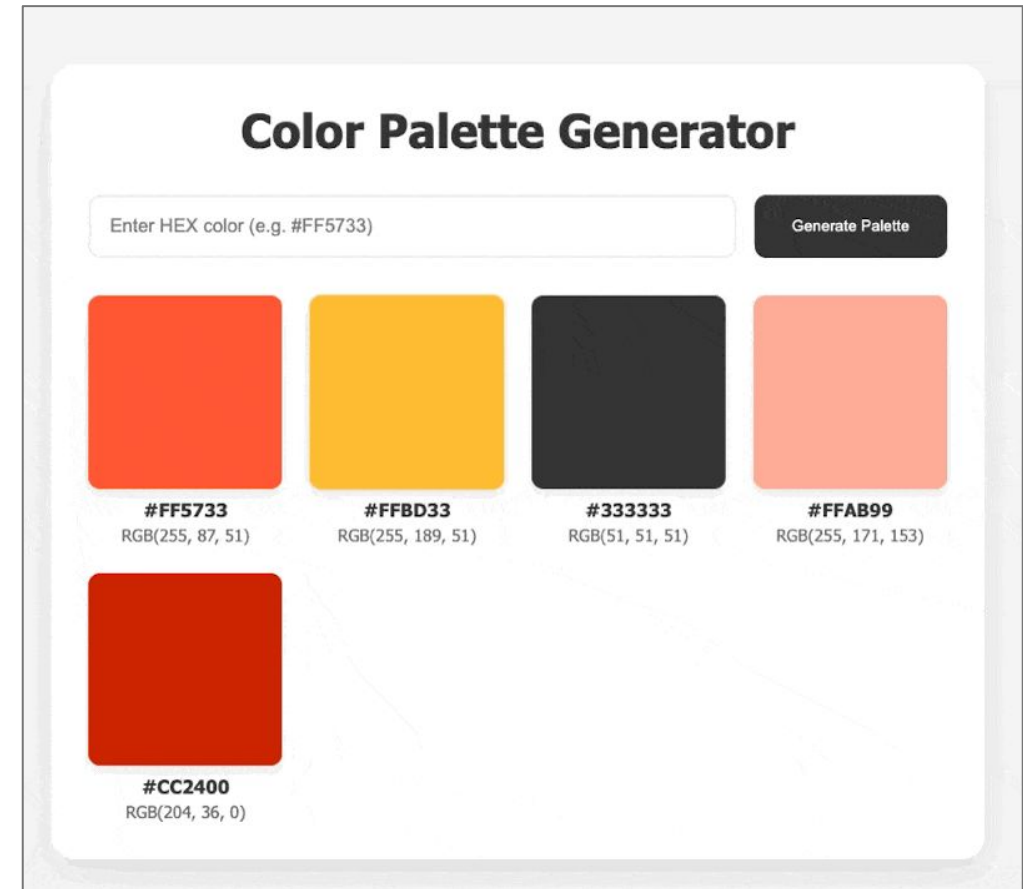 Color Palette Generator
Enter HEX color (e.g. #FF5733)
Generate Palette
#FF5733
RGB(255, 87, 51)
#FFBD33
RGB(255, 189, 51)
#333333
RGB(51, 51, 51)
#FFAB99
RGB(255, 171, 153)
#CC2400
RGB(204, 36, 0)